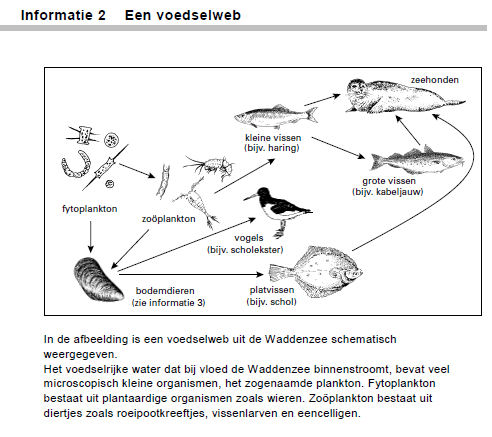 Informatie 2 Een voedselweb
zeehonden
kleine vissen
(bijv. haring)
grote vissen
(bijv. kabeljauw)
fytoplankton
zoöplankton
vogels
(bijv. scholekster)
bodemdieren
(zie informatie 3)
platvissen
(bijv. schol)
In de afbeelding is een voedselweb uit de Waddenzee schematisch
weergegeven.
Het voedselrijke water dat bij vloed de Waddenzee binnenstroomt, bevat veel
microscopisch kleine organismen, het zogenaamde plankton. Fytoplankton
bestaat uit plantaardige organismen zoals wieren. Zoöplankton bestaat uit
diertjes zoals roeipootkreeftjes, vissenlarven en eencelligen.